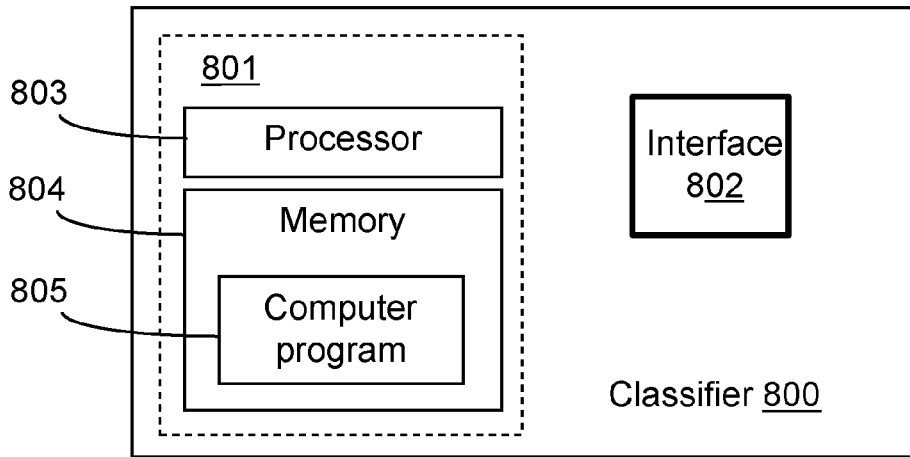 801
803
Processor
Interface
802
804
Memory
805
Computer
program
Classifier 800